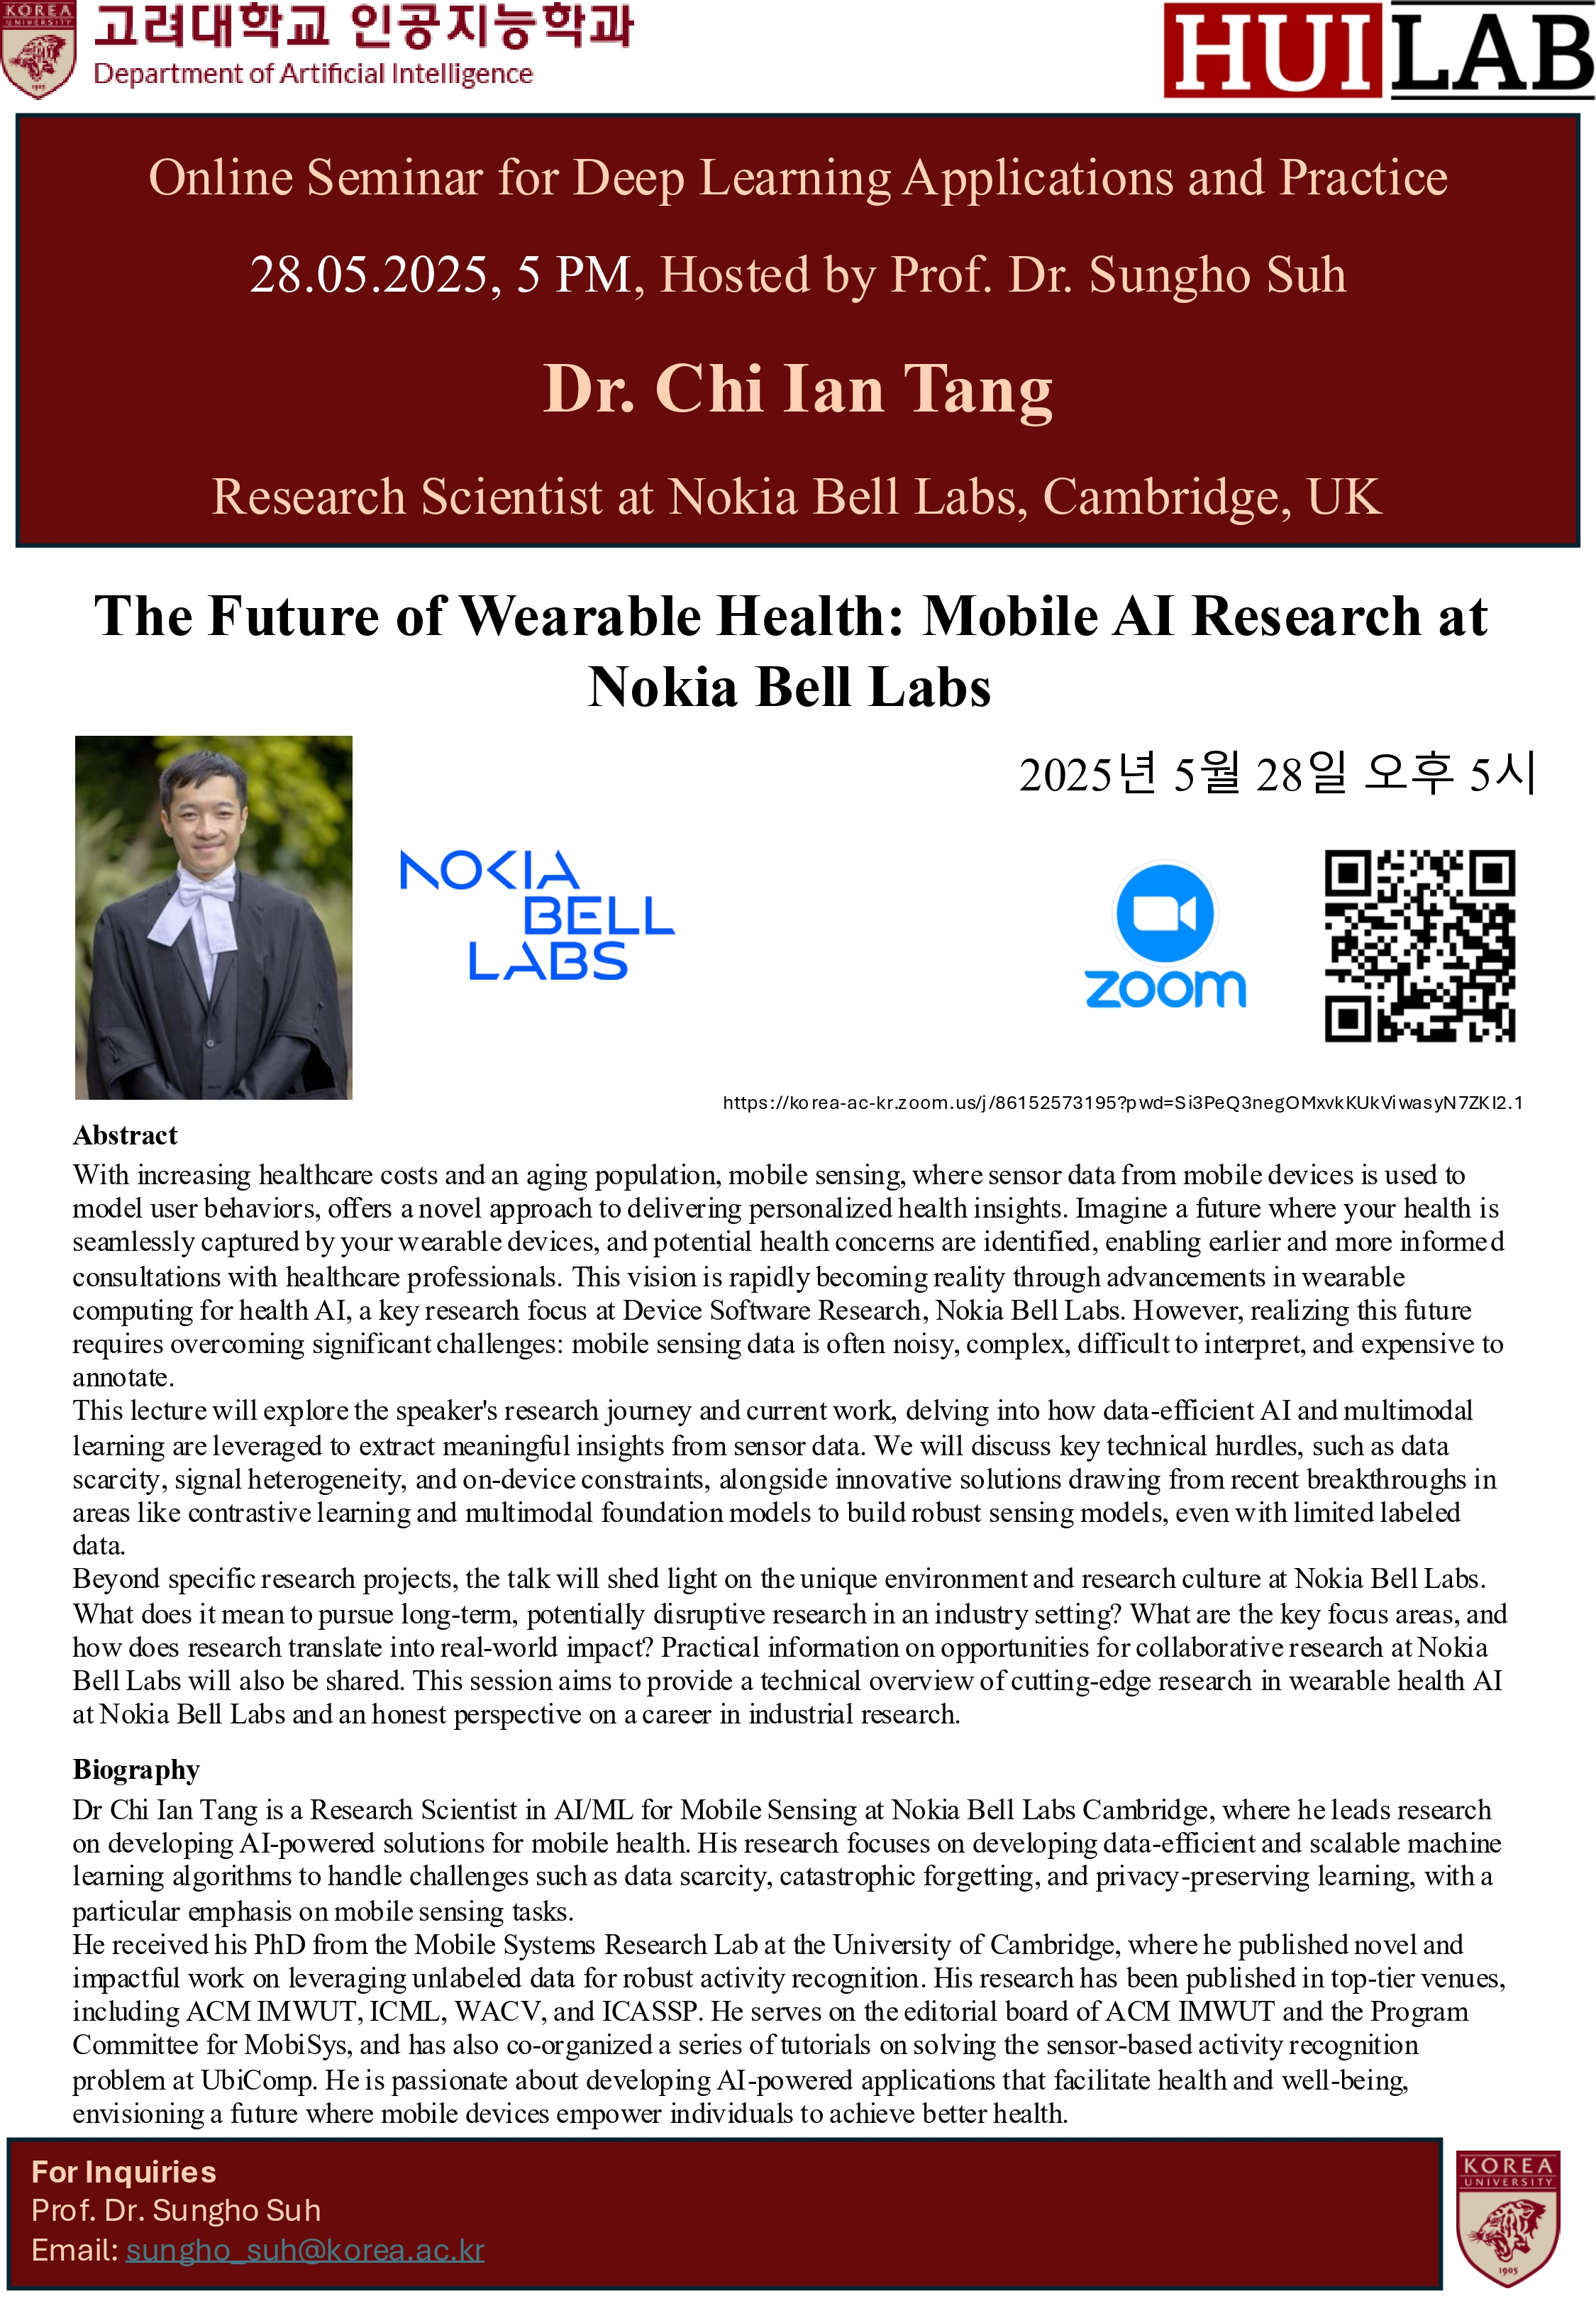 KOREA
UNIVERSITY
1905
고려대학교 인공지능학과
Department of Artificial Intelligence
HUI LAB
Online Seminar for Deep Learning Applications and Practice
28.05.2025, 5 PM, Hosted by Prof. Dr. Sungho Suh
Dr. Chi Ian Tang
Research Scientist at Nokia Bell Labs, Cambridge, UK
The Future of Wearable Health: Mobile AI Research at
Nokia Bell Labs
2025년 5월 28일 오후 5시
NOKIA
BELL
LABS
zoom
https://korea-ac-kr.zoom.us/j/86152573195?pwd=Si3PeQ3negOMxvkKUkViwasyN7ZKI2.1
Abstract
With increasing healthcare costs and an aging population, mobile sensing, where sensor data from mobile devices is used to
model user behaviors, offers a novel approach to delivering personalized health insights. Imagine a future where your health is
seamlessly captured by your wearable devices, and potential health concerns are identified, enabling earlier and more informed
consultations with healthcare professionals. This vision is rapidly becoming reality through advancements in wearable
computing for health AI, a key research focus at Device Software Research, Nokia Bell Labs. However, realizing this future
requires overcoming significant challenges: mobile sensing data is often noisy, complex, difficult to interpret, and expensive to
annotate.
This lecture will explore the speaker's research journey and current work, delving into how data-efficient AI and multimodal
learning are leveraged to extract meaningful insights from sensor data. We will discuss key technical hurdles, such as data
scarcity, signal heterogeneity, and on-device constraints, alongside innovative solutions drawing from recent breakthroughs in
areas like contrastive learning and multimodal foundation models to build robust sensing models, even with limited labeled
data.
Beyond specific research projects, the talk will shed light on the unique environment and research culture at Nokia Bell Labs.
What does it mean to pursue long-term, potentially disruptive research in an industry setting? What are the key focus areas, and
how does research translate into real-world impact? Practical information on opportunities for collaborative research at Nokia
Bell Labs will also be shared. This session aims to provide a technical overview of cutting-edge research in wearable health AI
at Nokia Bell Labs and an honest perspective on a career in industrial research.
Biography
Dr Chi Ian Tang is a Research Scientist in AI/ML for Mobile Sensing at Nokia Bell Labs Cambridge, where he leads research
on developing AI-powered solutions for mobile health. His research focuses on developing data-efficient and scalable machine
learning algorithms to handle challenges such as data scarcity, catastrophic forgetting, and privacy-preserving learning, with a
particular emphasis on mobile sensing tasks.
He received his PhD from the Mobile Systems Research Lab at the University of Cambridge, where he published novel and
impactful work on leveraging unlabeled data for robust activity recognition. His research has been published in top-tier venues,
including ACM IMWUT, ICML, WACV, and ICASSP. He serves on the editorial board of ACM IMWUT and the Program
Committee for MobiSys, and has also co-organized a series of tutorials on solving the sensor-based activity recognition
problem at UbiComp. He is passionate about developing AI-powered applications that facilitate health and well-being,
envisioning a future where mobile devices empower individuals to achieve better health.
For Inquiries
Prof. Dr. Sungho Suh
Email: sungho_suh@korea.ac.kr
KOREA
UNIVERSITY
1905